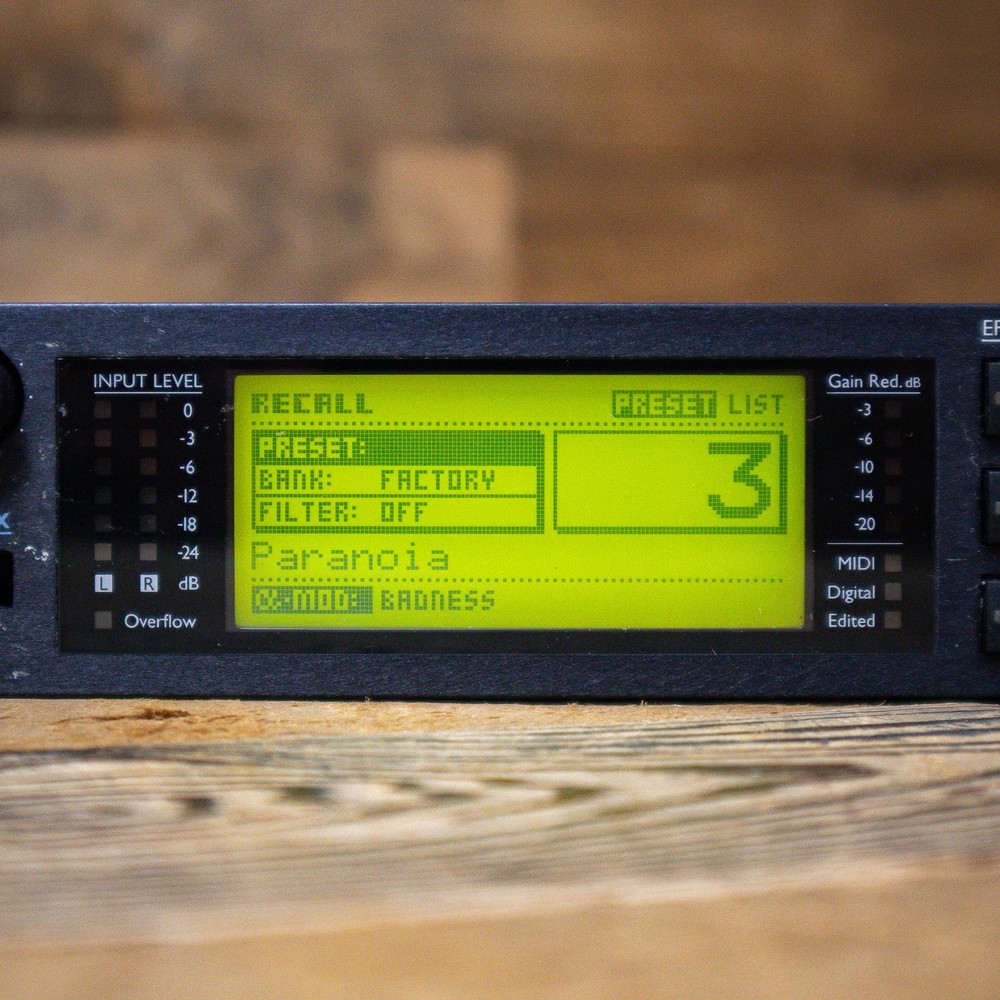 INPUT LEVEL
0
-3
-6
-12
-18
-24
L R dB
Overflow
RECALL PRESET LIST
PRESET:
3
BANK: FACTORY
FILTER: OFF
Paranoia
α-MOD: BADNESS
Gain Red. dB
-3
-6
-10
-14
-20
MIDI
Digital
Edited